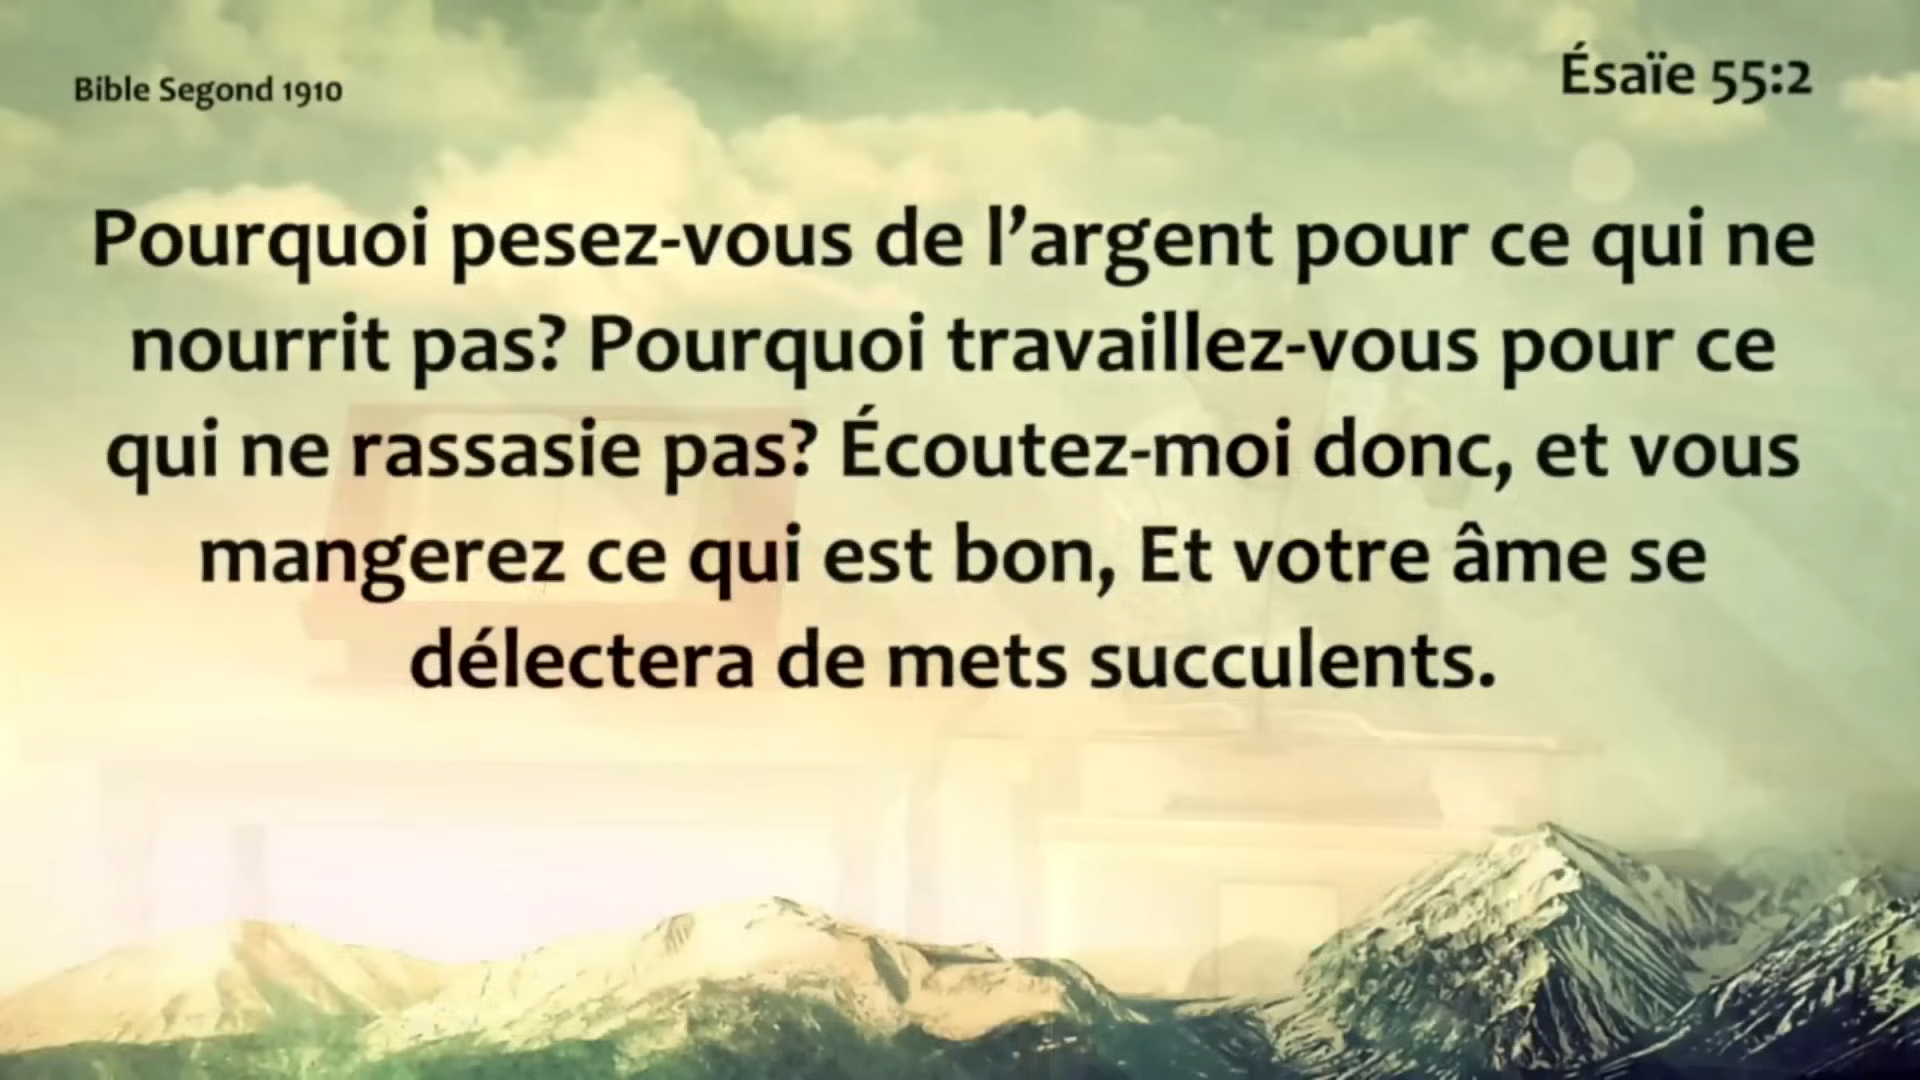 Bible Segond 1910
Ésaïe 55:2
Pourquoi pesez-vous de l’argent pour ce qui ne
nourrit pas? Pourquoi travaillez-vous pour ce
qui ne rassasie pas? Écoutez-moi donc, et vous
mangerez ce qui est bon, Et votre âme se
délectera de mets succulents.